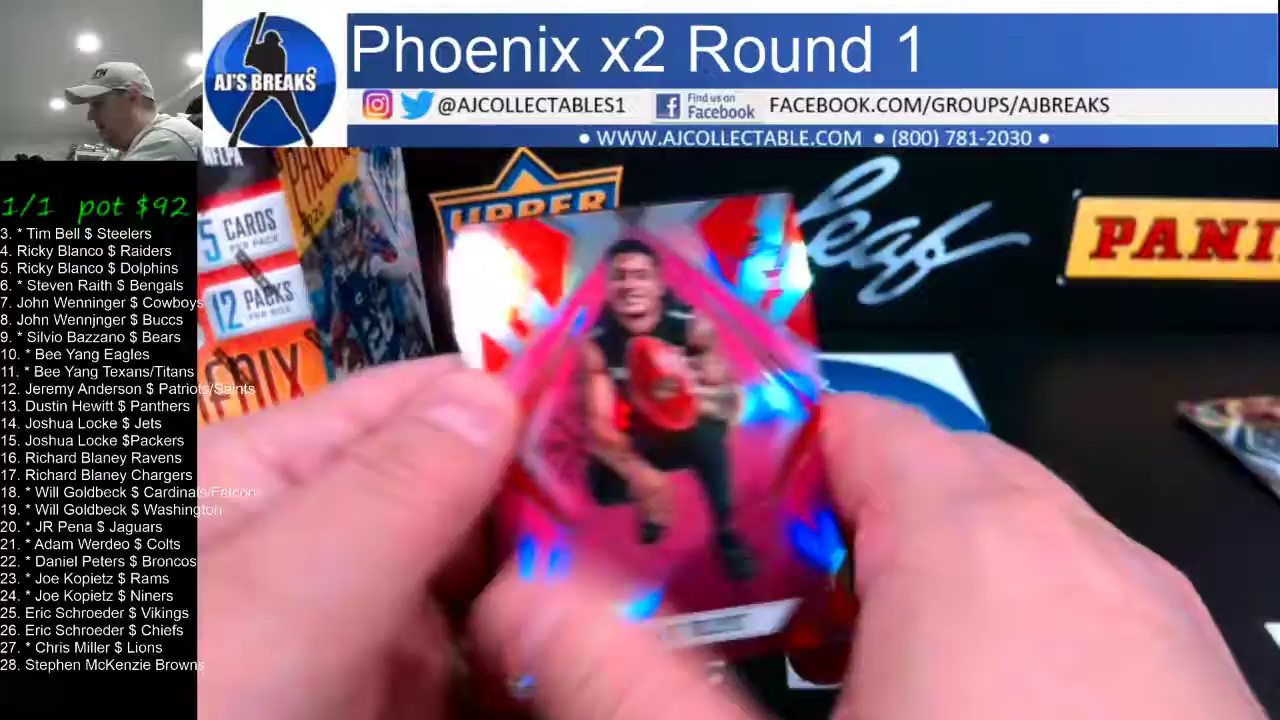 Phoenix x2 Round 1
AJ'S BREAKS
@AJCOLLECTABLES1
Find us on
Facebook
FACEBOOK.COM/GROUPS/AJBREAKS
● WWW.AJCOLLECTABLE.COM ● (800) 781-2030 ●
NFLPA
5 CARDS
PER PACK
12 PACKS
PER BOX
UPPER
leaf
PANI
1/1 pot $92
3. * Tim Bell $ Steelers
4. Ricky Blanco $ Raiders
5. Ricky Blanco $ Dolphins
6. * Steven Raith $ Bengals
7. John Wenninger $ Cowboys
8. John Wennjnger $ Buccs
9. * Silvio Bazzano $ Bears
10. * Bee Yang Eagles
11. * Bee Yang Texans/Titans
12. Jeremy Anderson $ Patriots/Saints
13. Dustin Hewitt $ Panthers
14. Joshua Locke $ Jets
15. Joshua Locke $Packers
16. Richard Blaney Ravens
17. Richard Blaney Chargers
18. * Will Goldbeck $ Cardinals/Falcon
19. * Will Goldbeck $ Washington
20. * JR Pena $ Jaguars
21. * Adam Werdeo $ Colts
22. * Daniel Peters $ Broncos
23. * Joe Kopietz $ Rams
24. * Joe Kopietz $ Niners
25. Eric Schroeder $ Vikings
26. Eric Schroeder $ Chiefs
27. * Chris Miller $ Lions
28. Stephen McKenzie Browns